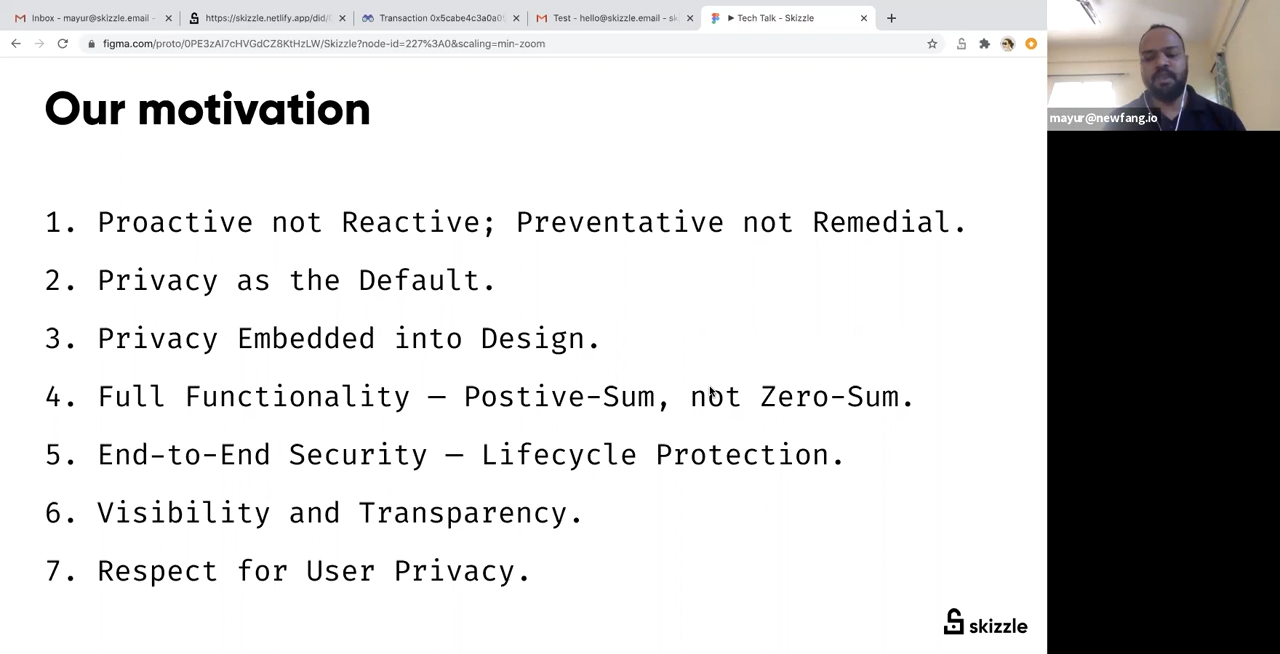 Inbox - mayur@skizzle.email -
https://skizzle.netlify.app/did/
Transaction 0x5cabe4c3a0a0
Test - hello@skizzle.email - sk
Tech Talk - Skizzle
figma.com/proto/0PE3zAI7cHVGdCZ8KtHzLW/Skizzle?node-id=227%3A0&scaling=min-zoom
mayur@newfang.io
Our motivation
1. Proactive not Reactive; Preventative not Remedial.
2. Privacy as the Default.
3. Privacy Embedded into Design.
4. Full Functionality — Postive-Sum, not Zero-Sum.
5. End-to-End Security — Lifecycle Protection.
6. Visibility and Transparency.
7. Respect for User Privacy.
skizzle